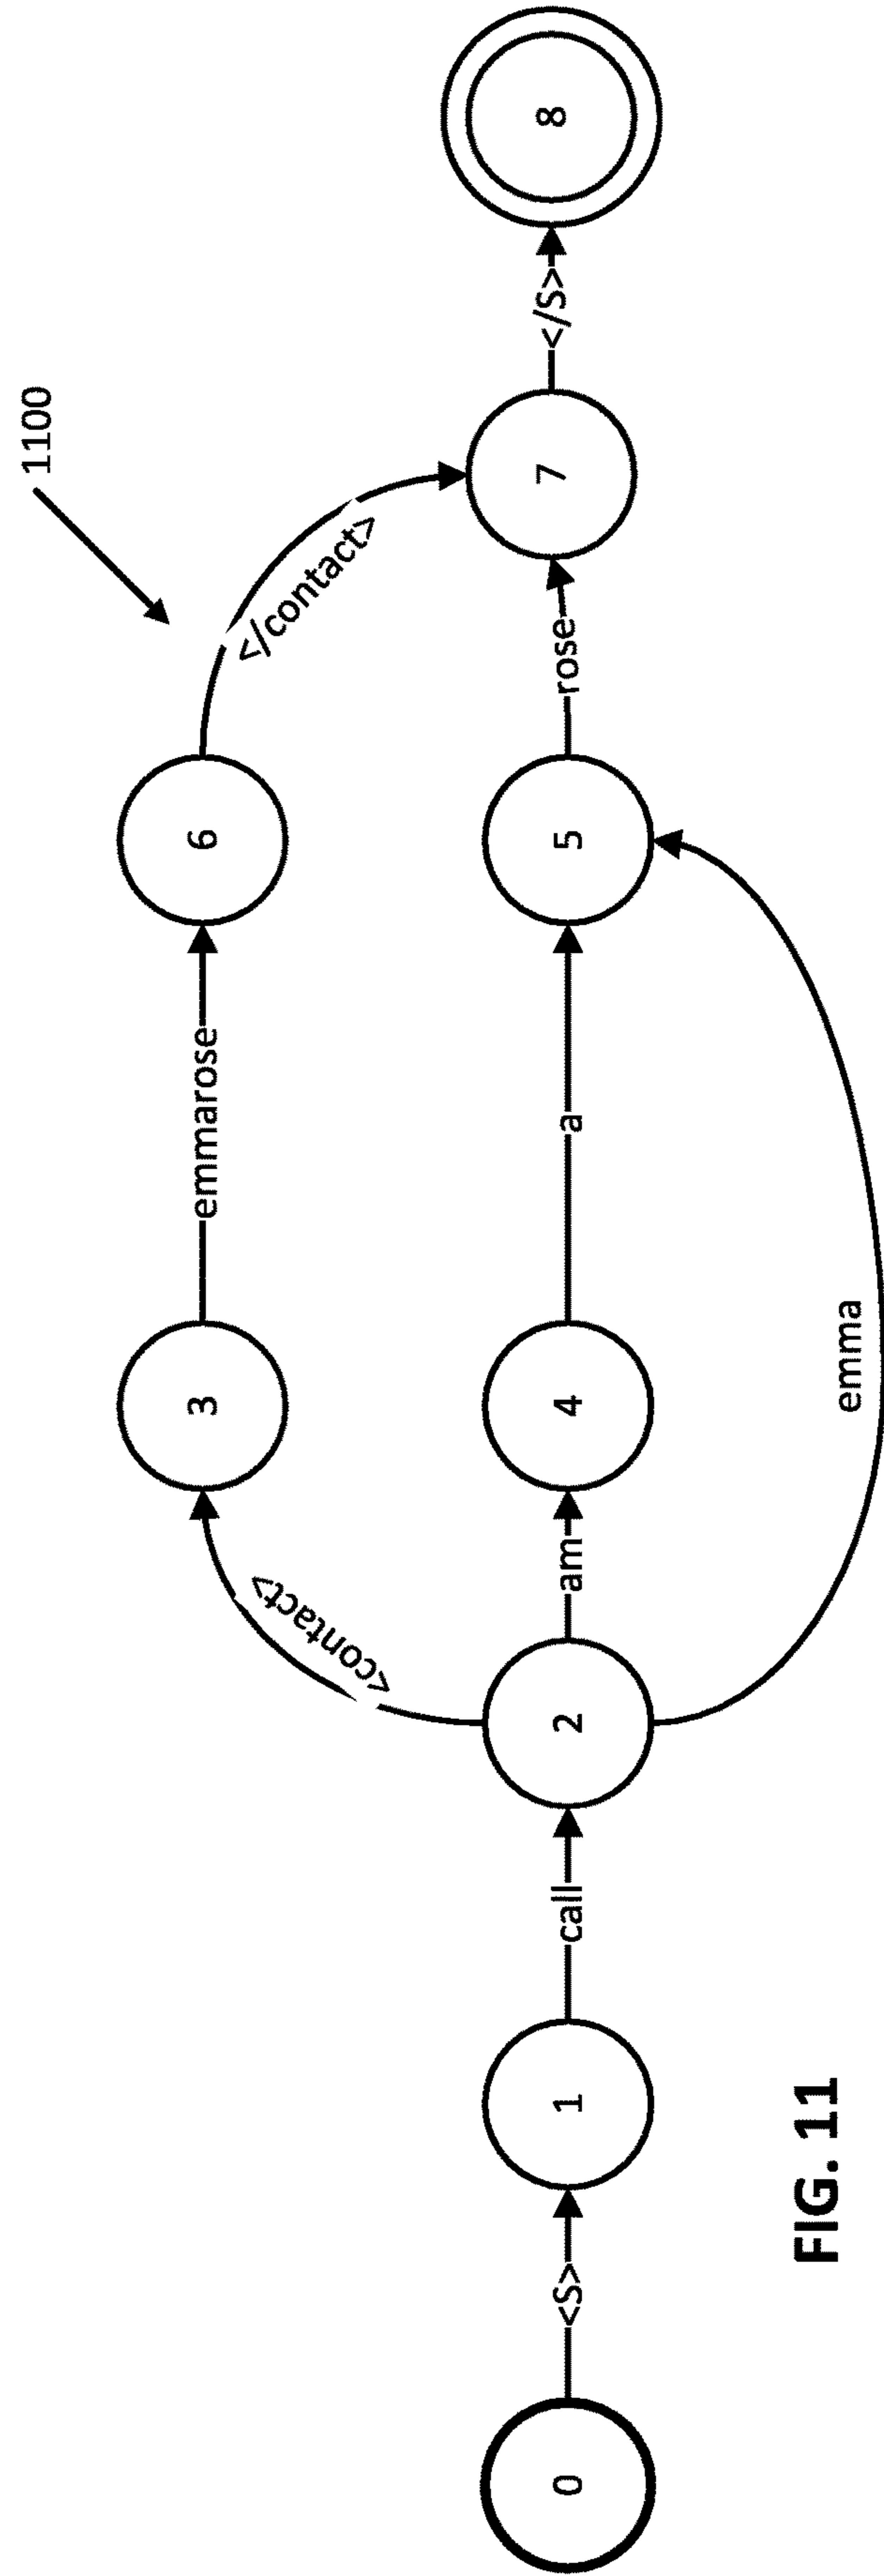 1100
<contact>
emmarose
</contact>
3
6
0
<S>
1
call
2
am
4
a
5
rose
7
</S>
8
emma
FIG. 11